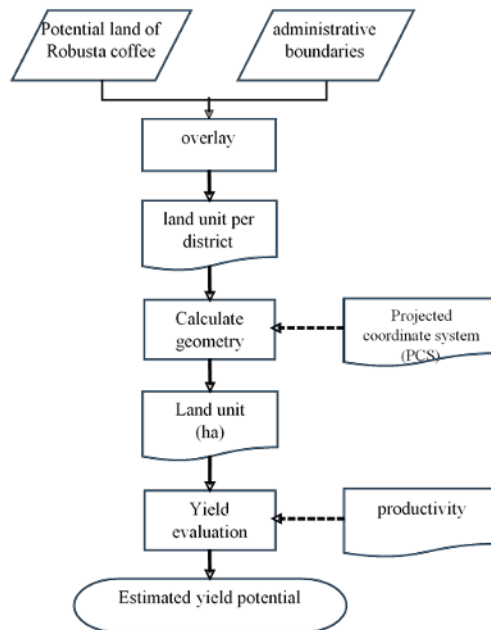 Potential land of
Robusta coffee
administrative
boundaries
overlay
land unit per
district
Calculate
geometry
Projected
coordinate system
(PCS)
Land unit
(ha)
Yield
evaluation
productivity
Estimated yield potential